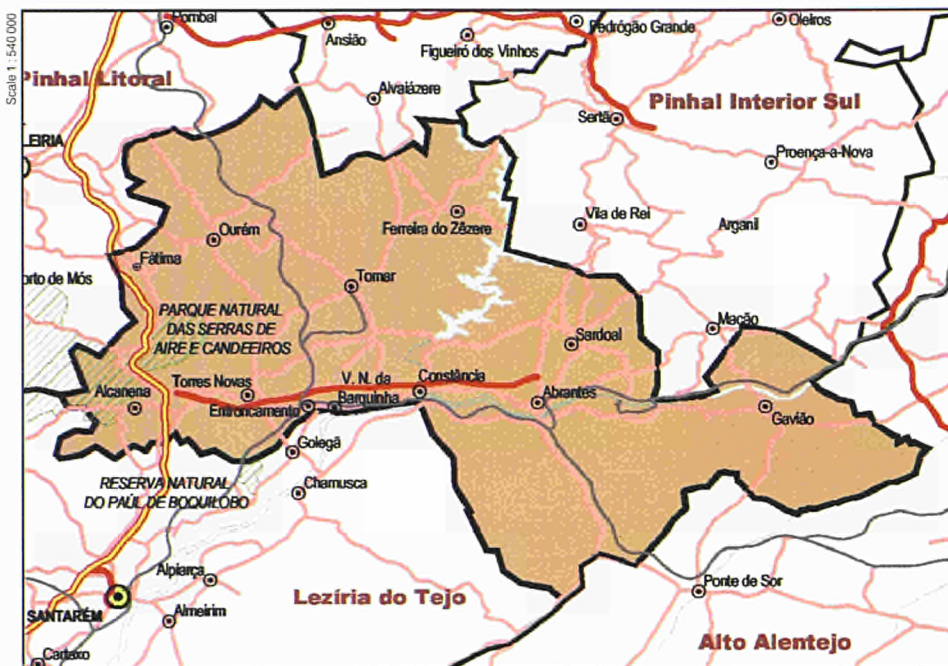 Scale 1 : 540 000
Pombal
Ansião
Figueiró dos Vinhos
Pedrógão Grande
Oleiros
Pinhal Litoral
Alvaiázere
Pinhal Interior Sul
Sertã
LEIRIA
Proença-a-Nova
Ourém
Ferreira do Zêzere
Vila de Rei
Arganil
Fátima
orto de Mós
Tomar
PARQUE NATURAL
DAS SERRAS DE
AIRE E CANDEEIROS
Sardoal
Mação
Alcanena
Torres Novas
V. N. da
Constância
Entroncamento
Barquinha
Abrantes
Gavião
Golegã
RESERVA NATURAL
DO PAÚL DE BOQUILOBO
Chamusca
Alpiarça
Ponte de Sor
SANTARÉM
Almeirim
Lezíria do Tejo
Alto Alentejo
Cartaxo